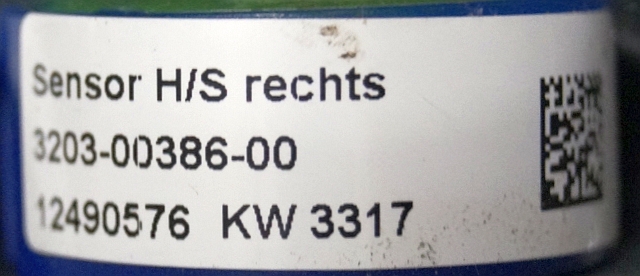 Sensor H/S rechts
3203-00386-00
12490576 KW 3317